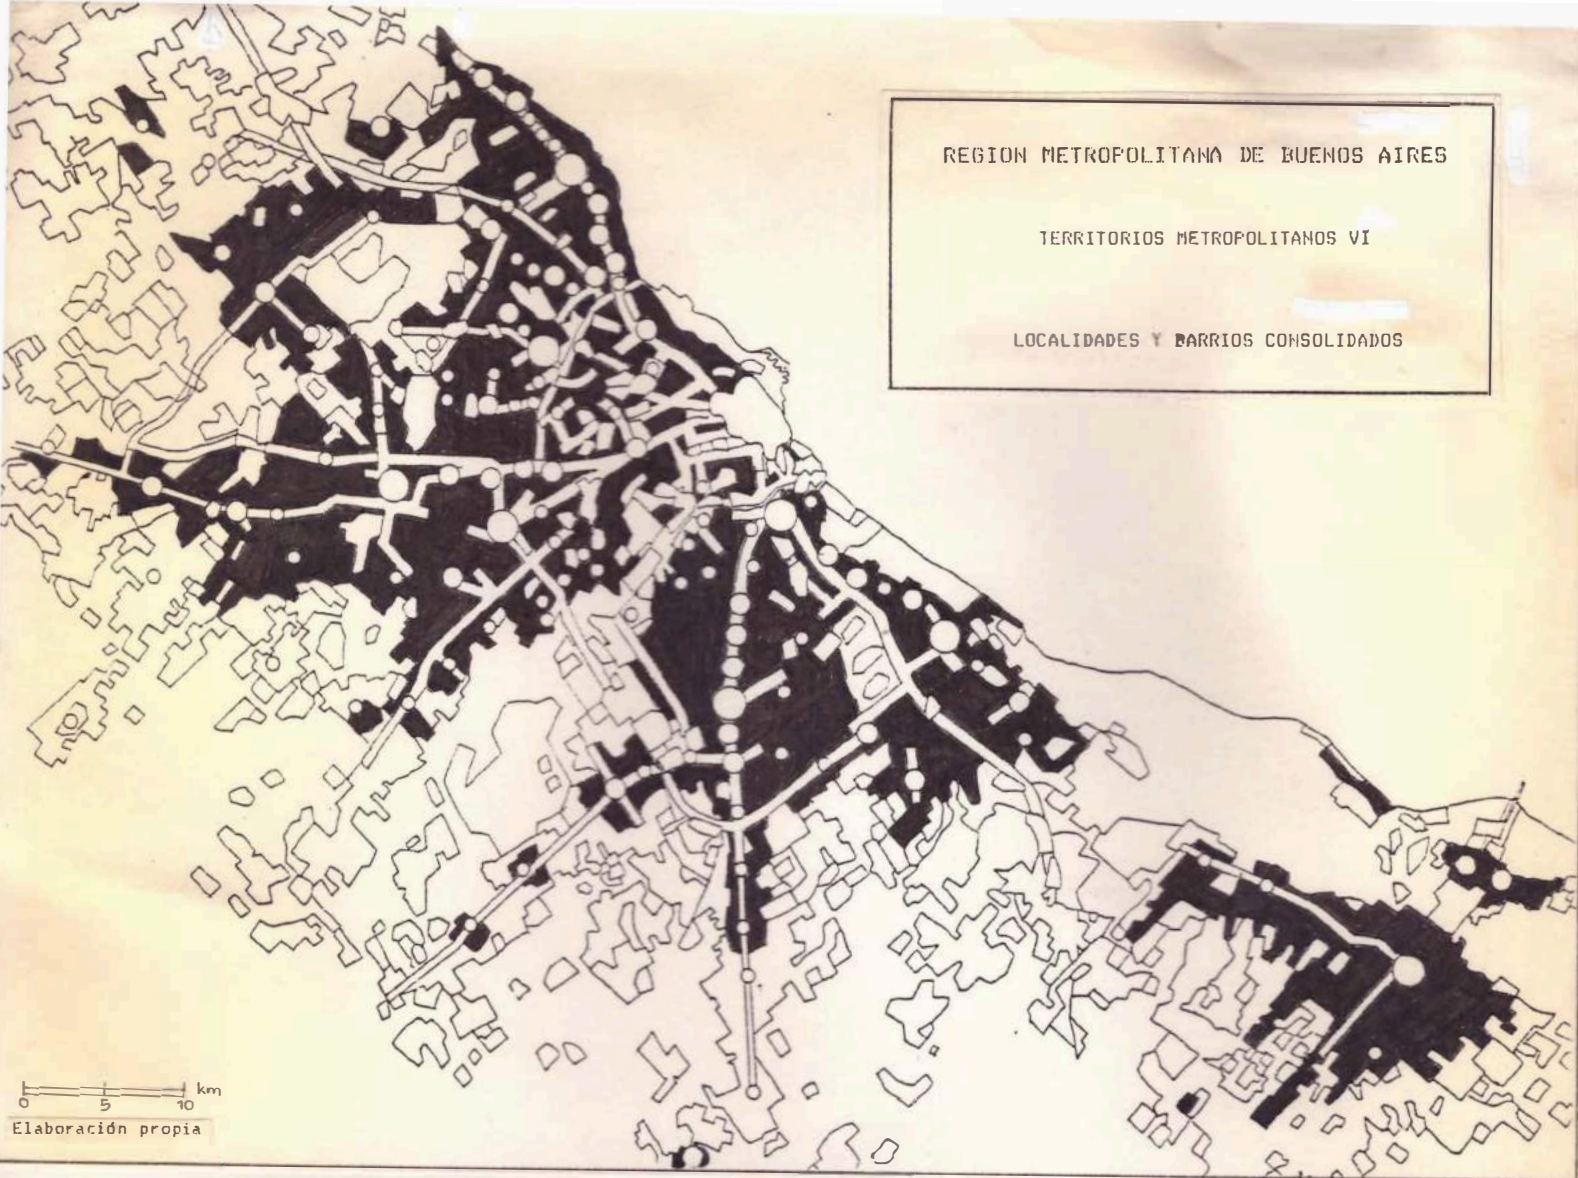 REGION METROPOLITANA DE BUENOS AIRES
TERRITORIOS METROPOLITANOS VI
LOCALIDADES Y BARRIOS CONSOLIDADOS
km
0 5 10
Elaboración propia